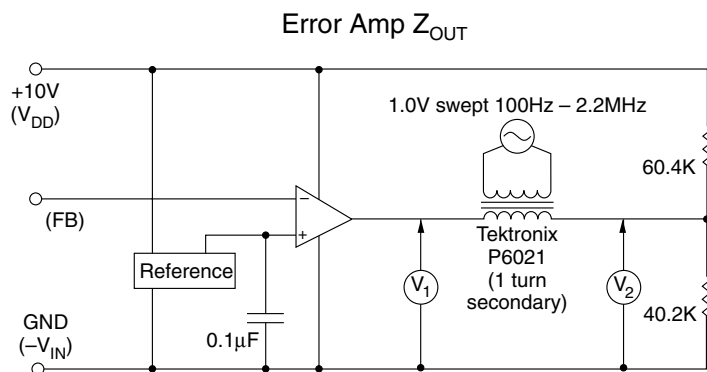 Error Amp ZOUT
+10V
(VDD)
1.0V swept 100Hz – 2.2MHz
60.4K
(FB)
−
+
Tektronix
P6021
(1 turn
secondary)
Reference
V1
V2
40.2K
GND
(–VIN)
0.1µF